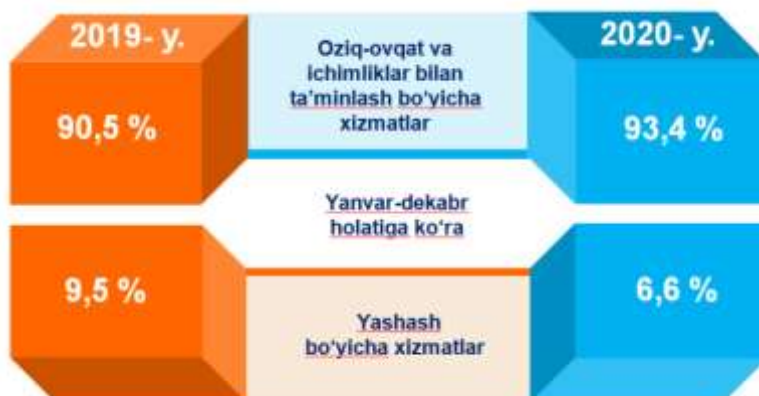 2019- y.
Oziq-ovqat va
ichimliklar bilan
ta'minlash bo'yicha
xizmatlar
2020- y.
90,5 %
93,4 %
Yanvar-dekabr
holatiga ko'ra
9,5 %
6,6 %
Yashash
bo'yicha xizmatlar